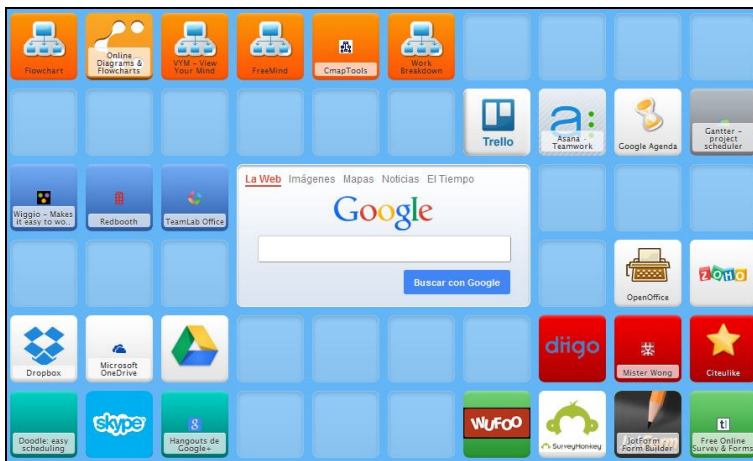 Flowchart
Online
Diagrams &
Flowcharts
VYM - View
Your Mind
FreeMind
CmapTools
Work
Breakdown
Trello
a:
Asana -
Teamwork
Google Agenda
Gantter -
project
scheduler
Wiggio - Makes
it easy to wo..
Redbooth
TeamLab Office
La Web Imágenes Mapas Noticias El Tiempo
Google
Buscar con Google
OpenOffice
ZOHO
Dropbox
Microsoft
OneDrive
diigo
Mister Wong
Citeulike
Doodle: easy
scheduling
skype
8
Hangouts de
Google+
WUFOO
SurveyMonkey
JotForm
Form Builder
t
Free Online
Survey & Form